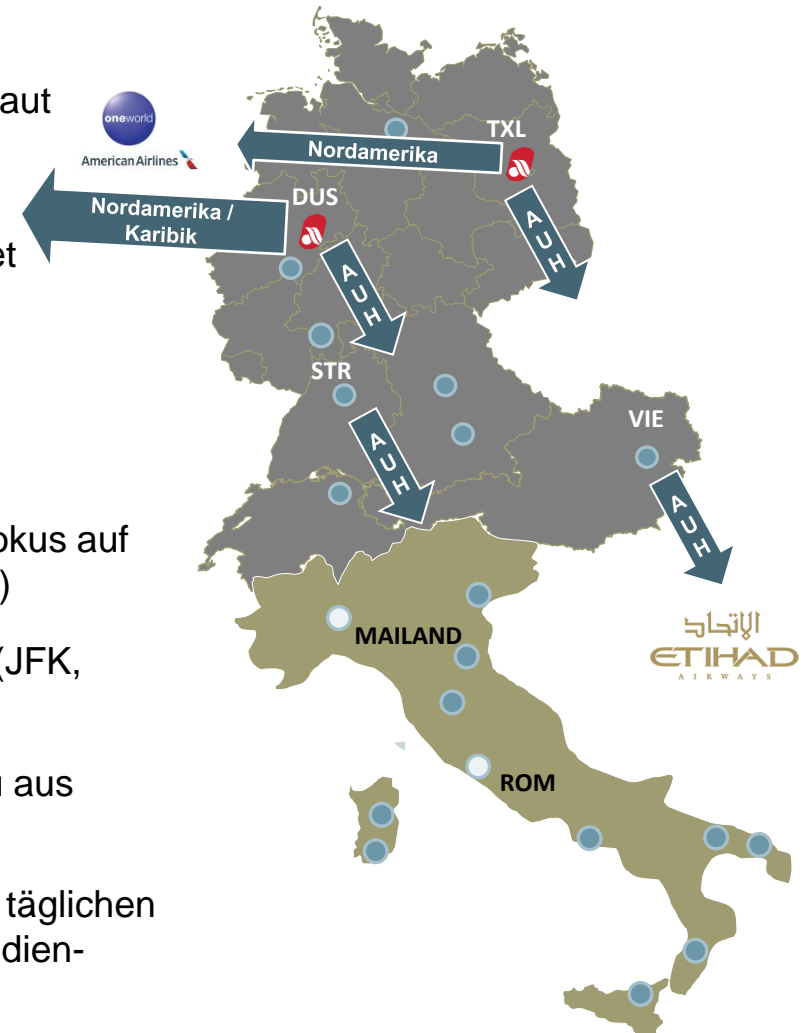 aut
oneworld
American Airlines
TXL
Nordamerika
DUS
Nordamerika /
Karibik
et
AUH
AUH
STR
VIE
AUH
AUH
okus auf
)
MAILAND
الإتحاد
ETIHAD
AIRWAYS
(JFK,
ROM
u aus
täglichen
dien-